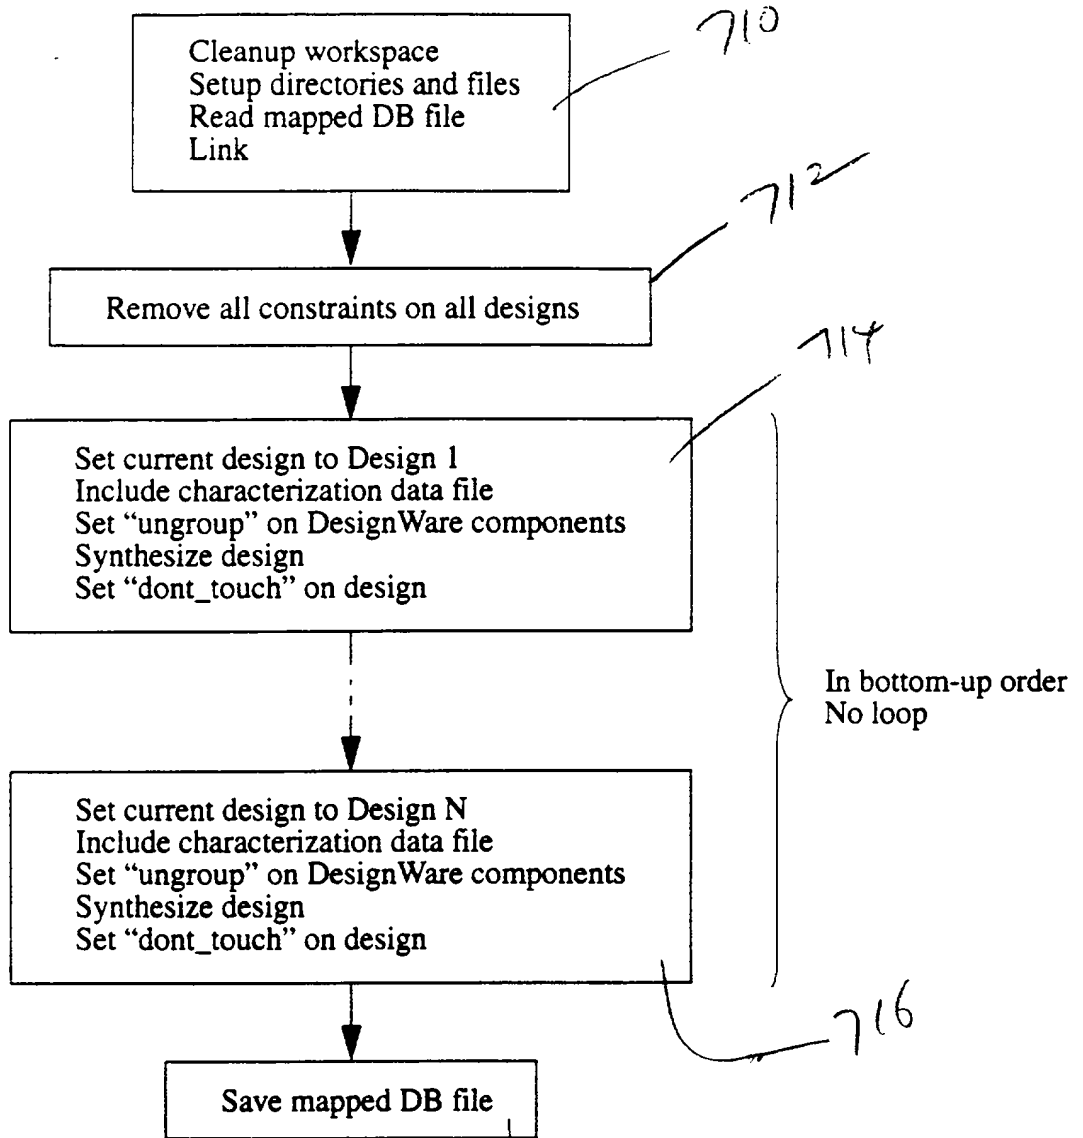 710
Cleanup workspace
Setup directories and files
Read mapped DB file
Link
712
Remove all constraints on all designs
714
Set current design to Design 1
Include characterization data file
Set “ungroup” on DesignWare components
Synthesize design
Set “dont_touch” on design
In bottom-up order
No loop
Set current design to Design N
Include characterization data file
Set “ungroup” on DesignWare components
Synthesize design
Set “dont_touch” on design
716
Save mapped DB file